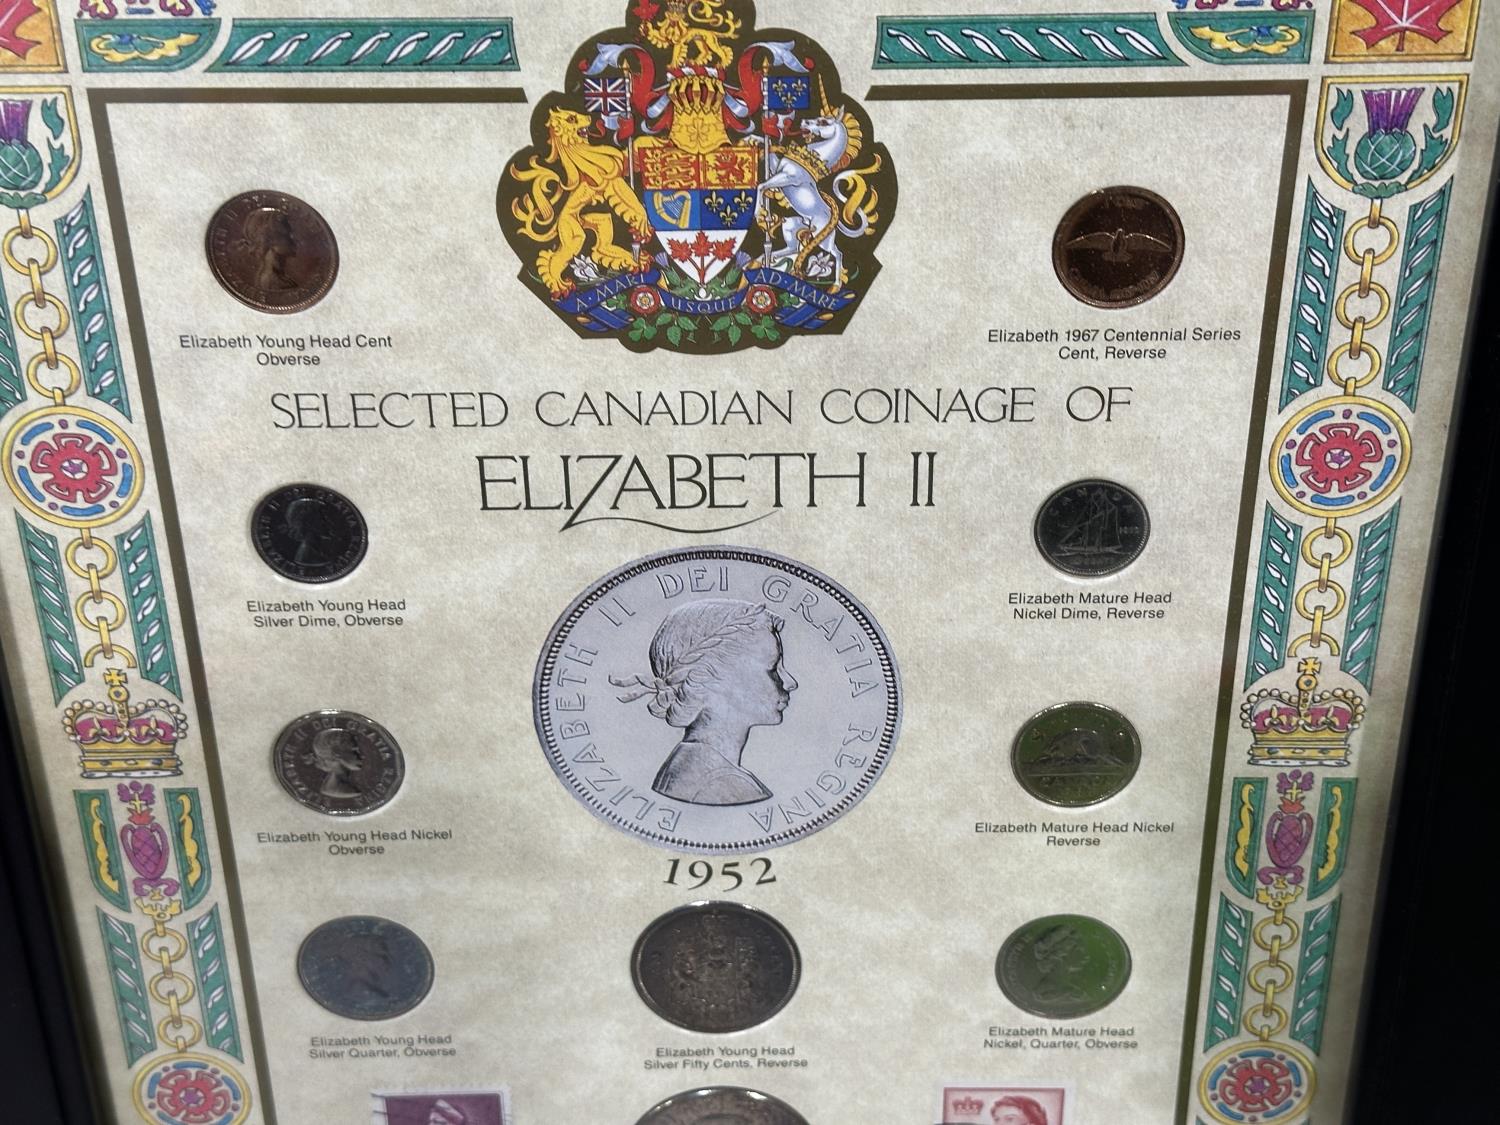 A·MARI USQUE AD·MARE
Elizabeth Young Head Cent
Obverse
Elizabeth 1967 Centennial Series
Cent, Reverse
SELECTED CANADIAN COINAGE OF
ELIZABETH II
Elizabeth Young Head
Silver Dime, Obverse
Elizabeth Mature Head
Nickel Dime, Reverse
ELIZABETH II DEI GRATIA REGINA
Elizabeth Young Head Nickel
Obverse
Elizabeth Mature Head Nickel
Reverse
1952
Elizabeth Young Head
Silver Quarter, Obverse
Elizabeth Young Head
Silver Fifty Cents, Reverse
Elizabeth Mature Head
Nickel, Quarter, Obverse